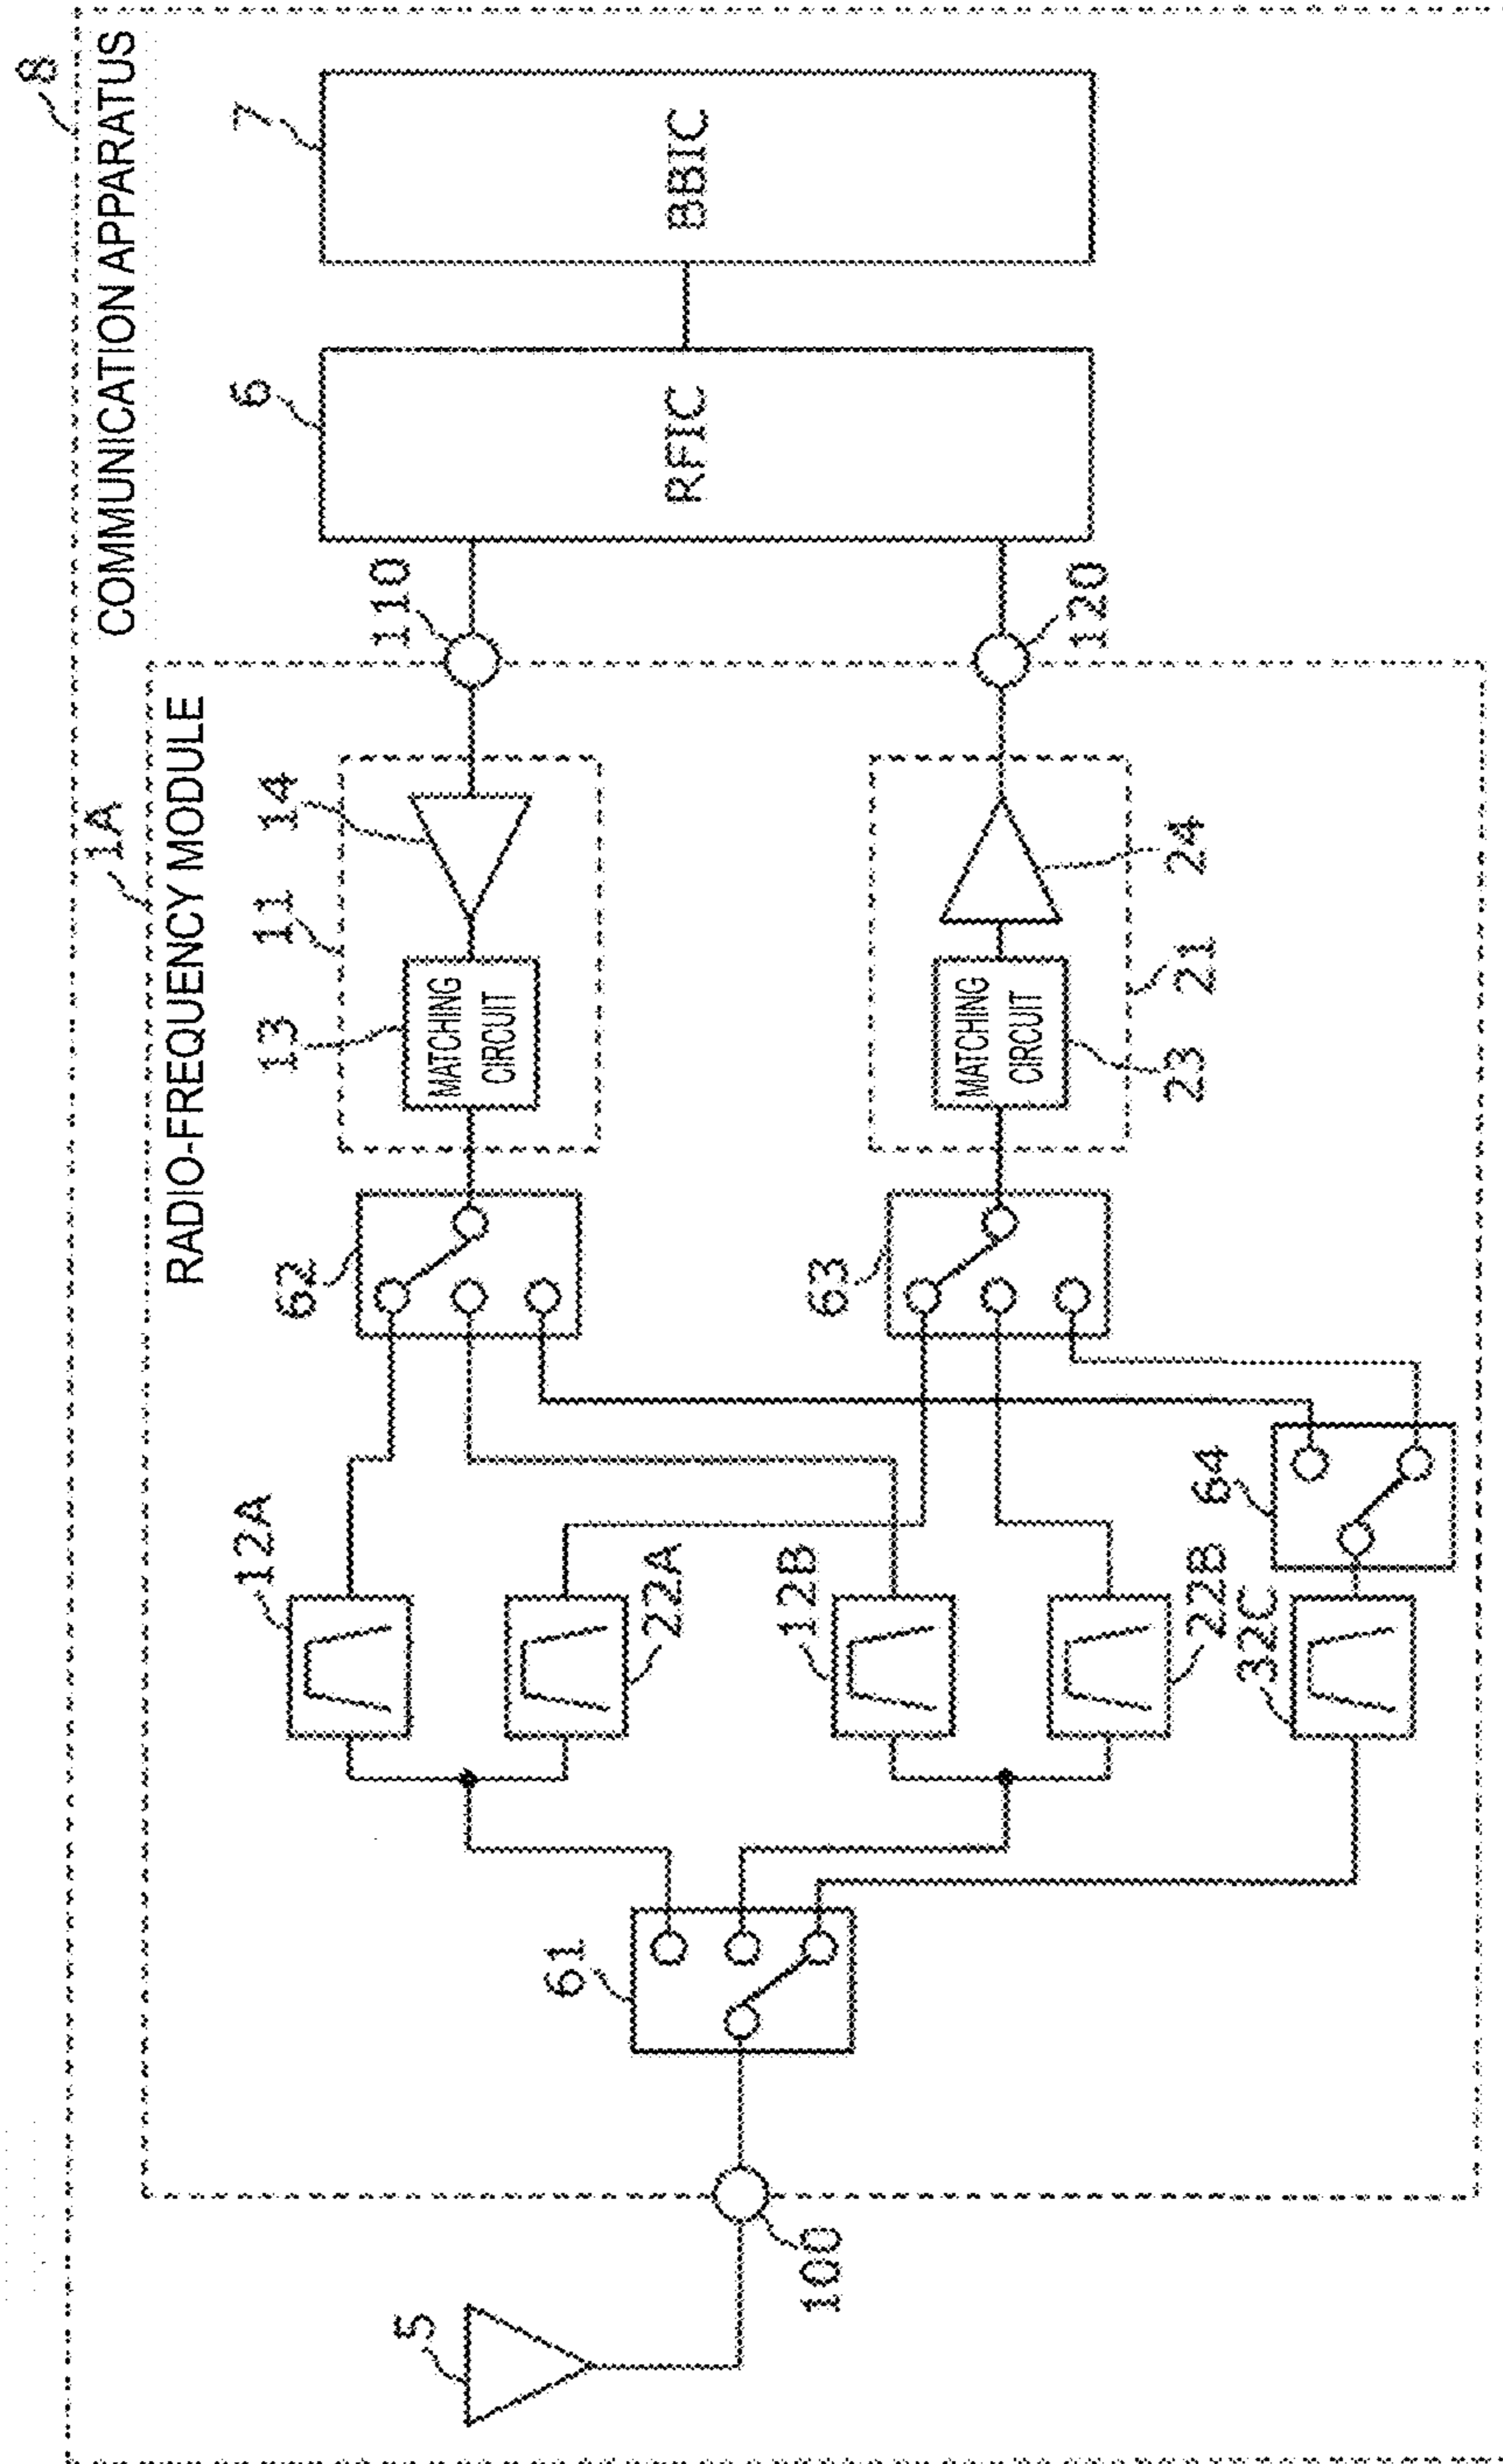 8
COMMUNICATION APPARATUS
1A
RADIO-FREQUENCY MODULE
5
100
61
12A
22A
12B
22B
32C
64
62
63
11
13
14
MATCHING
CIRCUIT
MATCHING
CIRCUIT
23
21
24
110
120
6
RFIC
7
BBIC